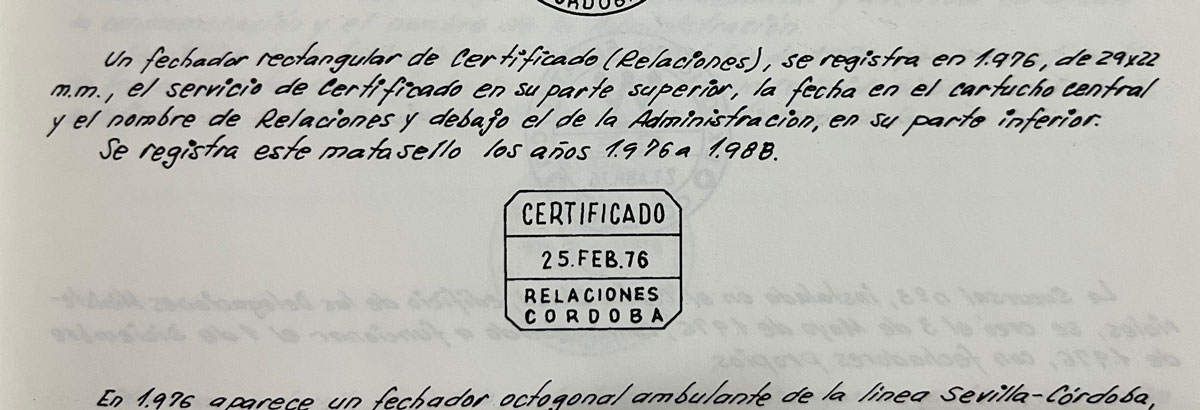 CORDOBA
Un fechador rectangular de Certificado (Relaciones), se registra en 1.976, de 29x22
m.m., el servicio de Certificado en su parte superior, la fecha en el cartucho central
y el nombre de Relaciones y debajo el de la Administracion, en su parte inferior.
Se registra este matasello los años 1.976 a 1.988.
CERTIFICADO
25.FEB.76
RELACIONES
CORDOBA
En 1.976 aparece un fechador octogonal ambulante de la linea Sevilla-Córdoba,